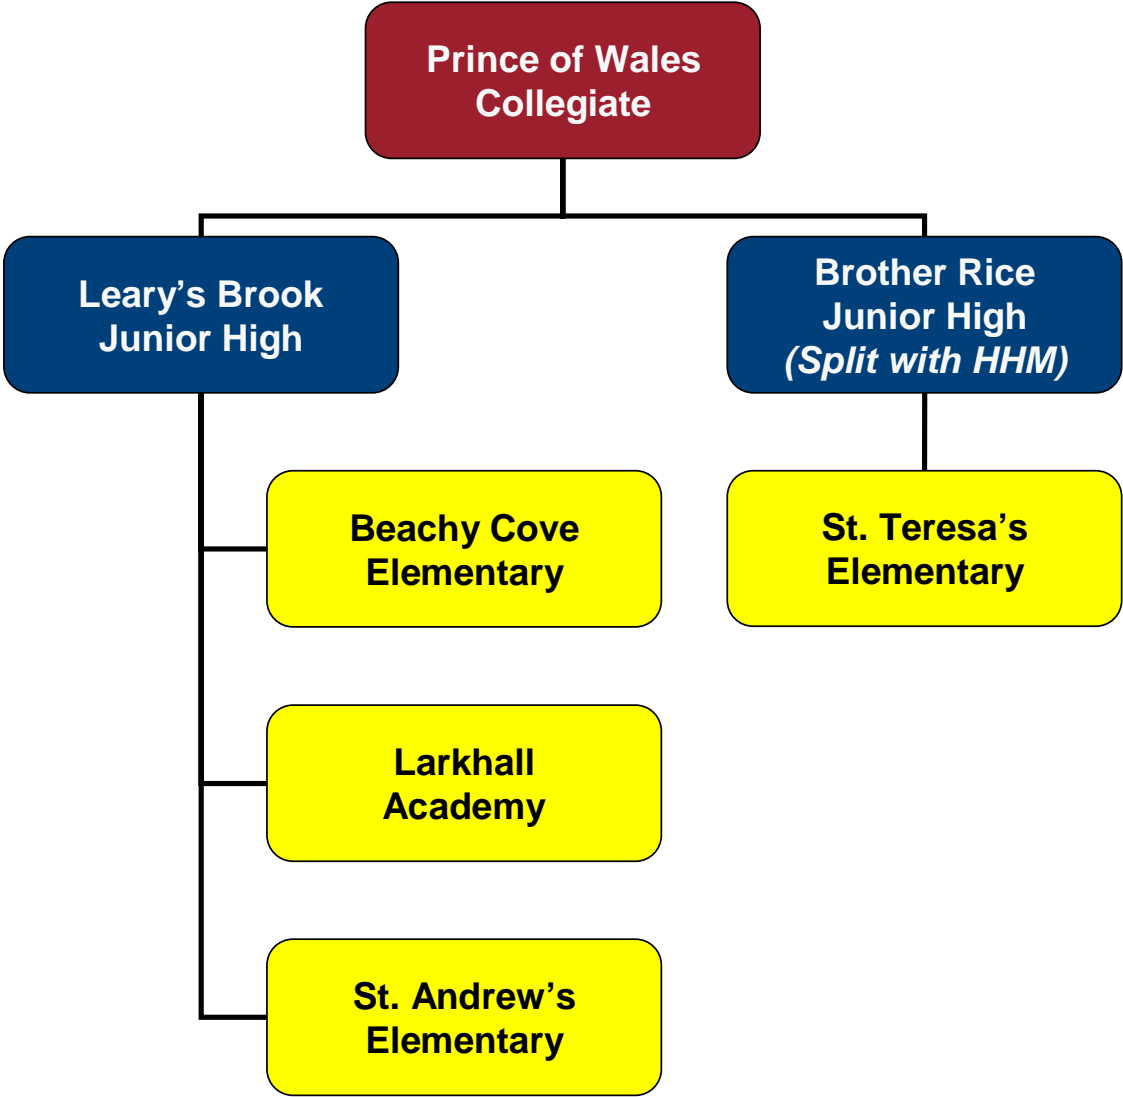 Prince of Wales
Collegiate
Leary’s Brook
Junior High
Brother Rice
Junior High
(Split with HHM)
Beachy Cove
Elementary
St. Teresa’s
Elementary
Larkhall
Academy
St. Andrew’s
Elementary